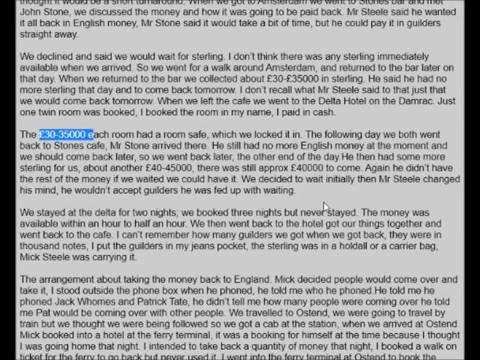 thought it would be a short turnaround. When we got to Amsterdam we went to Stones bar and met
John Stone, we discussed the money and how it was going to be paid back. Mr Steele said he wanted
it all back in English money, Mr Stone said it would take a bit of time, but he could pay it in guilders
straight away.
We declined and said we would wait for sterling. I don't think there was any sterling immediately
available when we arrived. So we went for a walk around Amsterdam, and returned to the bar later on
that day. When we returned to the bar we collected about £30-£35000 in sterling. He said he had no
more sterling that day and to come back tomorrow. I don't recall what Mr Steele said to that just that
we would come back tomorrow. When we left the cafe we went to the Delta Hotel on the Damrac. Just
one twin room was booked, I booked the room in my name, I paid in cash.
The £30-35000 each room had a room safe, which we locked it in. The following day we both went
back to Stones cafe, Mr Stone arrived there. He still had no more English money at the moment and
we should come back later, so we went back later, the other end of the day. He then had some more
sterling for us, about another £40-45000, there was still approx £40000 to come. Again he didn't have
the rest of the money if we waited we could have it. We decided to wait initially then Mr Steele changed
his mind, he wouldn't accept guilders he was fed up with waiting.
We stayed at the delta for two nights; we booked three nights but never stayed. The money was
available within an hour to half an hour. We then went back to the hotel got our things together and
went back to the cafe. I can't remember how many guilders we got when we got back, they were in
thousand notes, I put the guilders in my jeans pocket, the sterling was in a holdall or a carrier bag,
Mick Steele was carrying it.
The arrangement about taking the money back to England. Mick decided people would come over and
take it, I stood outside the phone box when he phoned, he told me who he phoned. He told me he
phoned Jack Whomes and Patrick Tate, he didn't tell me how many people were coming over he told
me Pat would be coming over with other people. We travelled to Ostend, we were going to travel by
train but we thought we were being followed so we got a cab at the station, when we arrived at Ostend
Mick booked into a hotel at the ferry terminal, it was a booking for himself at the time because I thought
I was going home that night. I intended to take back a quantity of money that night, I booked a walk on
ticket for the ferry to go back but never used it. I went into the ferry terminal at Ostend to book the